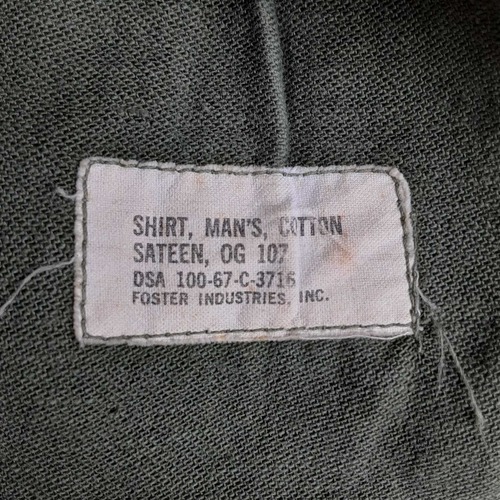 SHIRT, MAN'S, COTTON
SATEEN, OG 107
DSA 100-67-C-3716
FOSTER INDUSTRIES, INC.